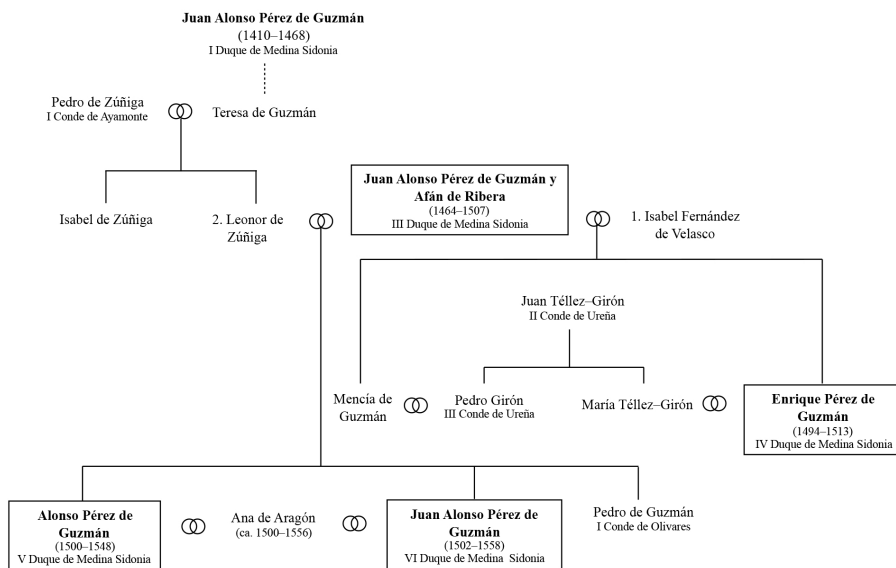 Juan Alonso Pérez de Guzmán
(1410–1468)
I Duque de Medina Sidonia
Pedro de Zúñiga
I Conde de Ayamonte
Teresa de Guzmán
Isabel de Zúñiga
2. Leonor de
Zúñiga
Juan Alonso Pérez de Guzmán y
Afán de Ribera
(1464–1507)
III Duque de Medina Sidonia
1. Isabel Fernández
de Velasco
Juan Téllez–Girón
II Conde de Ureña
Mencía de
Guzmán
Pedro Girón
III Conde de Ureña
María Téllez–Girón
Enrique Pérez de
Guzmán
(1494–1513)
IV Duque de Medina Sidonia
Alonso Pérez de
Guzmán
(1500–1548)
V Duque de Medina Sidonia
Ana de Aragón
(ca. 1500–1556)
Juan Alonso Pérez de
Guzmán
(1502–1558)
VI Duque de Medina Sidonia
Pedro de Guzmán
I Conde de Olivares